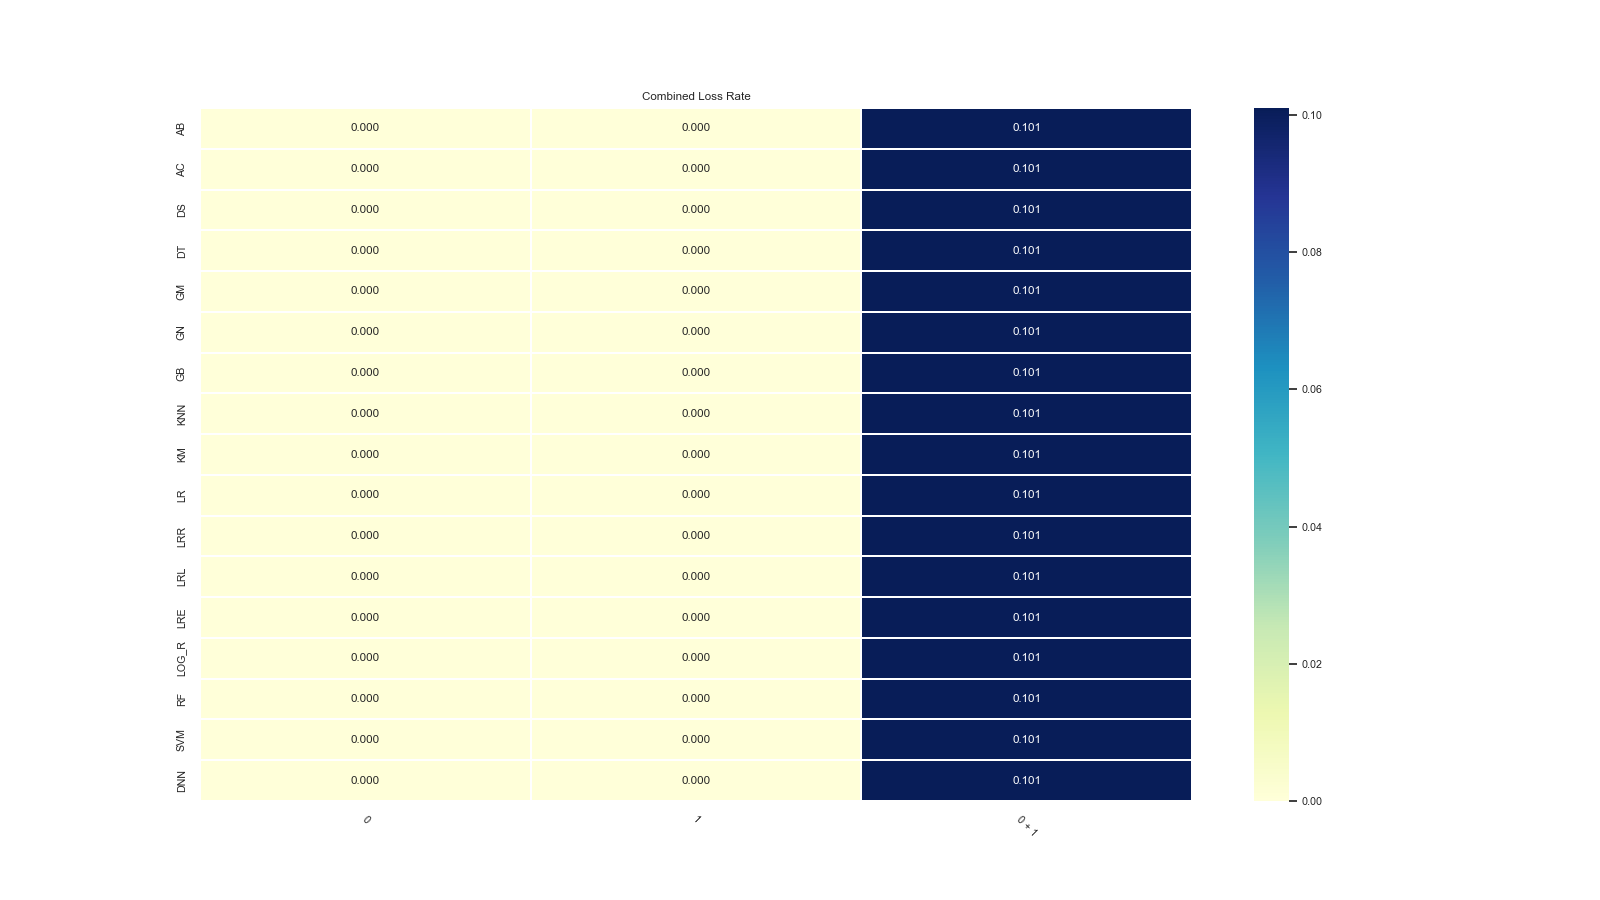 Combined Loss Rate
AB 0.000 0.000 0.101
AC 0.000 0.000 0.101
DS 0.000 0.000 0.101
DT 0.000 0.000 0.101
GM 0.000 0.000 0.101
GN 0.000 0.000 0.101
GB 0.000 0.000 0.101
KNN 0.000 0.000 0.101
KM 0.000 0.000 0.101
LR 0.000 0.000 0.101
LRR 0.000 0.000 0.101
LRL 0.000 0.000 0.101
LRE 0.000 0.000 0.101
LOG_R 0.000 0.000 0.101
RF 0.000 0.000 0.101
SVM 0.000 0.000 0.101
DNN 0.000 0.000 0.101
0 1 0 + 1
0.10
0.08
0.06
0.04
0.02
0.00